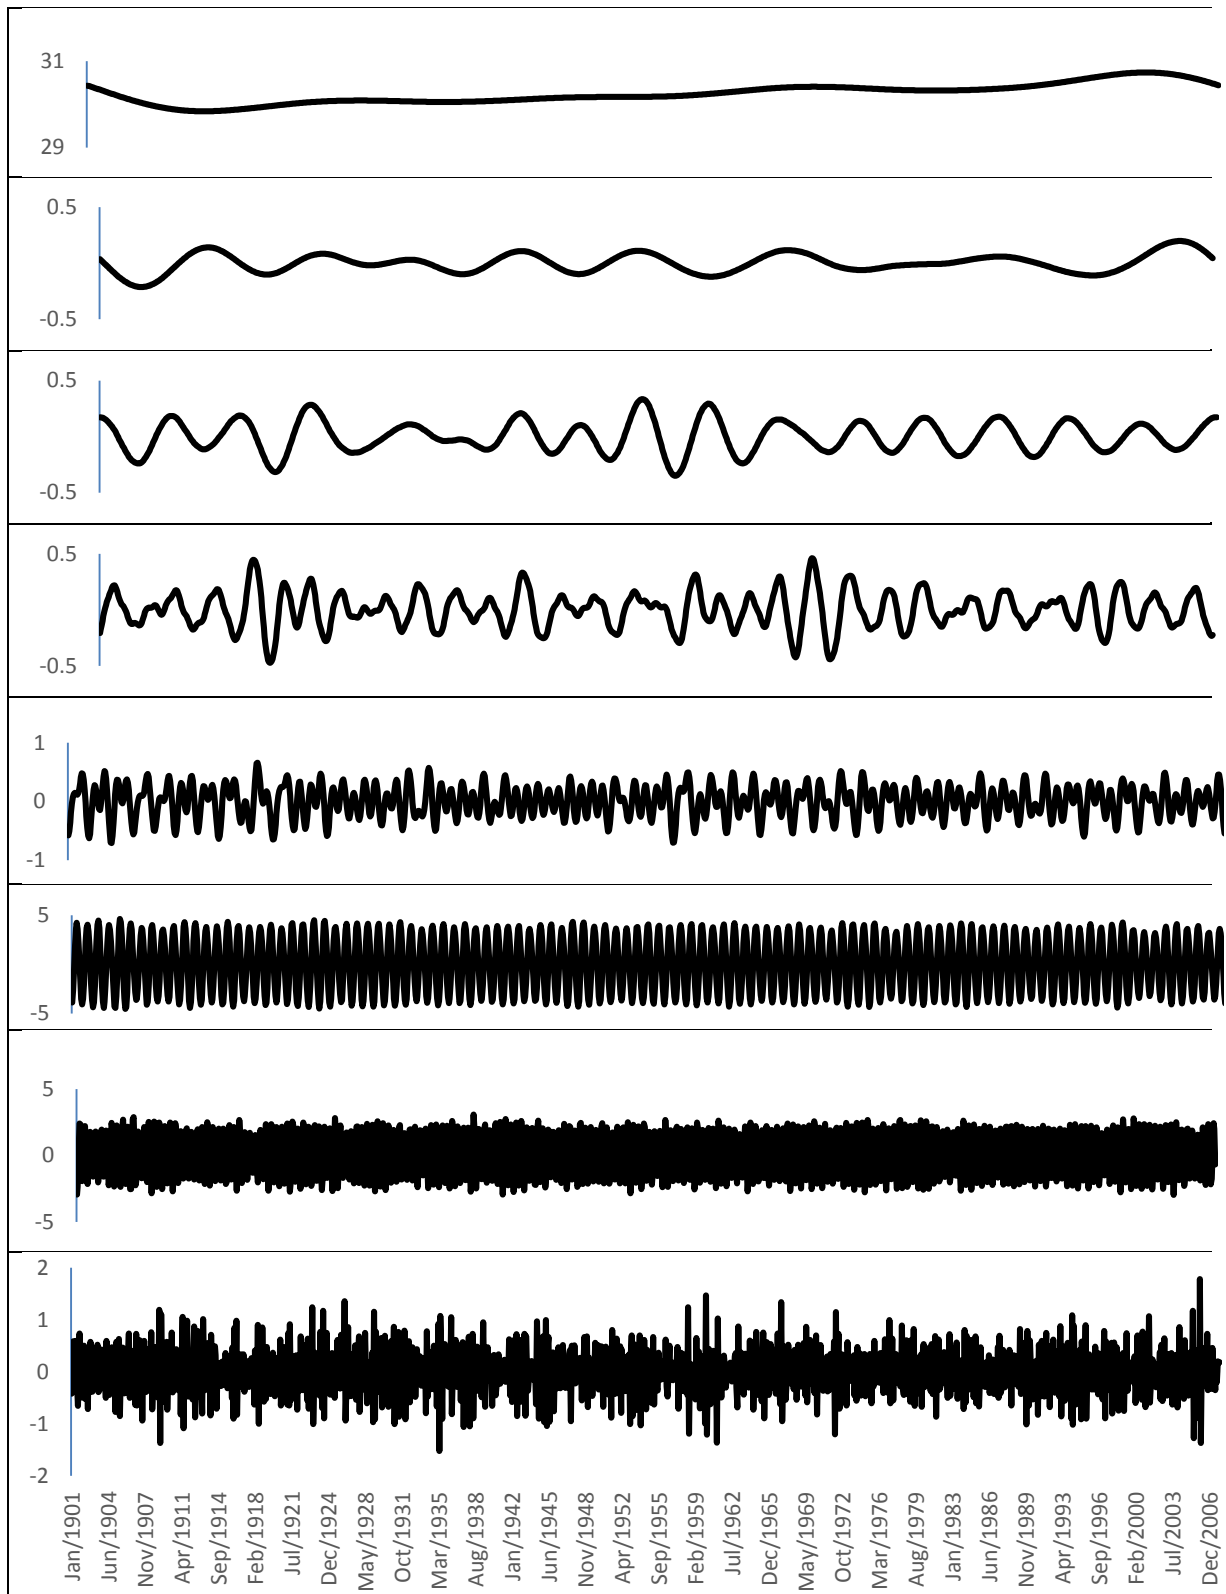 31
29
0.5
-0.5
0.5
-0.5
0.5
-0.5
1
0
-1
5
-5
5
0
-5
2
1
0
-1
-2
Jan/1901
Jun/1904
Nov/1907
Apr/1911
Sep/1914
Feb/1918
Jul/1921
Dec/1924
May/1928
Oct/1931
Mar/1935
Aug/1938
Jan/1942
Jun/1945
Nov/1948
Apr/1952
Sep/1955
Feb/1959
Jul/1962
Dec/1965
May/1969
Oct/1972
Mar/1976
Aug/1979
Jan/1983
Jun/1986
Nov/1989
Apr/1993
Sep/1996
Feb/2000
Jul/2003
Dec/2006